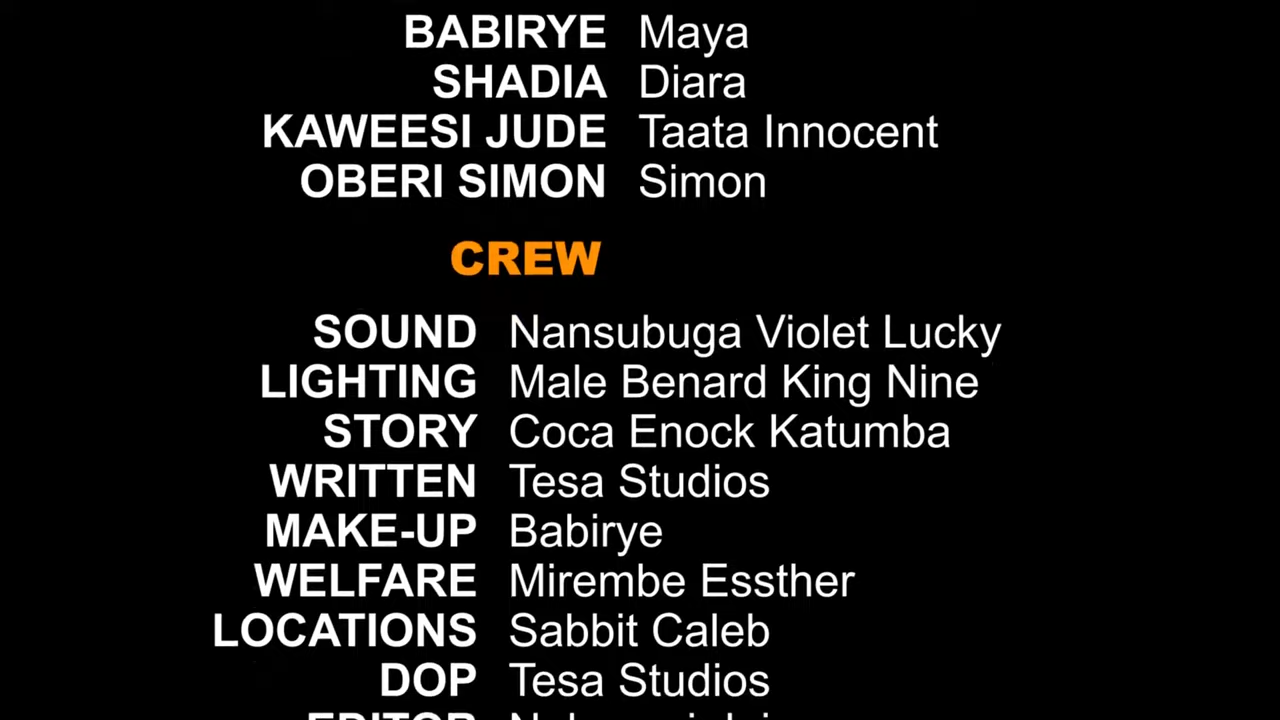 BABIRYE Maya
SHADIA Diara
KAWEESI JUDE Taata Innocent
OBERI SIMON Simon
CREW
SOUND Nansubuga Violet Lucky
LIGHTING Male Benard King Nine
STORY Coca Enock Katumba
WRITTEN Tesa Studios
MAKE-UP Babirye
WELFARE Mirembe Essther
LOCATIONS Sabbit Caleb
DOP Tesa Studios
EDITOR